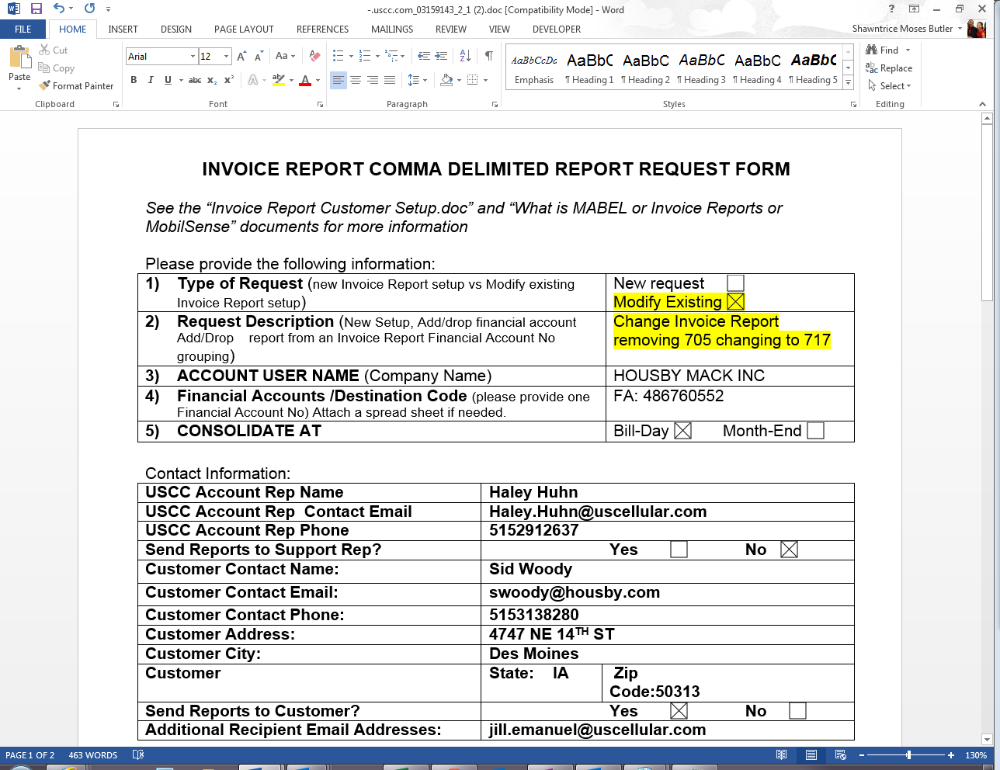 -.uscc.com_03159143_2_1 (2).doc [Compatibility Mode] - Word
FILE HOME INSERT DESIGN PAGE LAYOUT REFERENCES MAILINGS REVIEW VIEW DEVELOPER Shawntrice Moses Butler
Paste
Cut
Copy
Format Painter
Clipboard
Arial 12
Font
Paragraph
AaBbCcDc AaBbC AaBbC AaBbC AaBbC AaBbC
Emphasis ¶ Heading 1 ¶ Heading 2 ¶ Heading 3 ¶ Heading 4 ¶ Heading 5
Styles
Find
Replace
Select
Editing
INVOICE REPORT COMMA DELIMITED REPORT REQUEST FORM
See the “Invoice Report Customer Setup.doc” and “What is MABEL or Invoice Reports or
MobilSense” documents for more information
Please provide the following information:
1) Type of Request (new Invoice Report setup vs Modify existing
Invoice Report setup)
New request
Modify Existing
2) Request Description (New Setup, Add/drop financial account
Add/Drop report from an Invoice Report Financial Account No
grouping)
Change Invoice Report
removing 705 changing to 717
3) ACCOUNT USER NAME (Company Name) HOUSBY MACK INC
4) Financial Accounts /Destination Code (please provide one
Financial Account No) Attach a spread sheet if needed.
FA: 486760552
5) CONSOLIDATE AT Bill-Day Month-End
Contact Information:
USCC Account Rep Name Haley Huhn
USCC Account Rep Contact Email Haley.Huhn@uscellular.com
USCC Account Rep Phone 5152912637
Send Reports to Support Rep? Yes No
Customer Contact Name: Sid Woody
Customer Contact Email: swoody@housby.com
Customer Contact Phone: 5153138280
Customer Address: 4747 NE 14TH ST
Customer City: Des Moines
Customer State: IA Zip
Code:50313
Send Reports to Customer? Yes No
Additional Recipient Email Addresses: jill.emanuel@uscellular.com
PAGE 1 OF 2 463 WORDS 130%